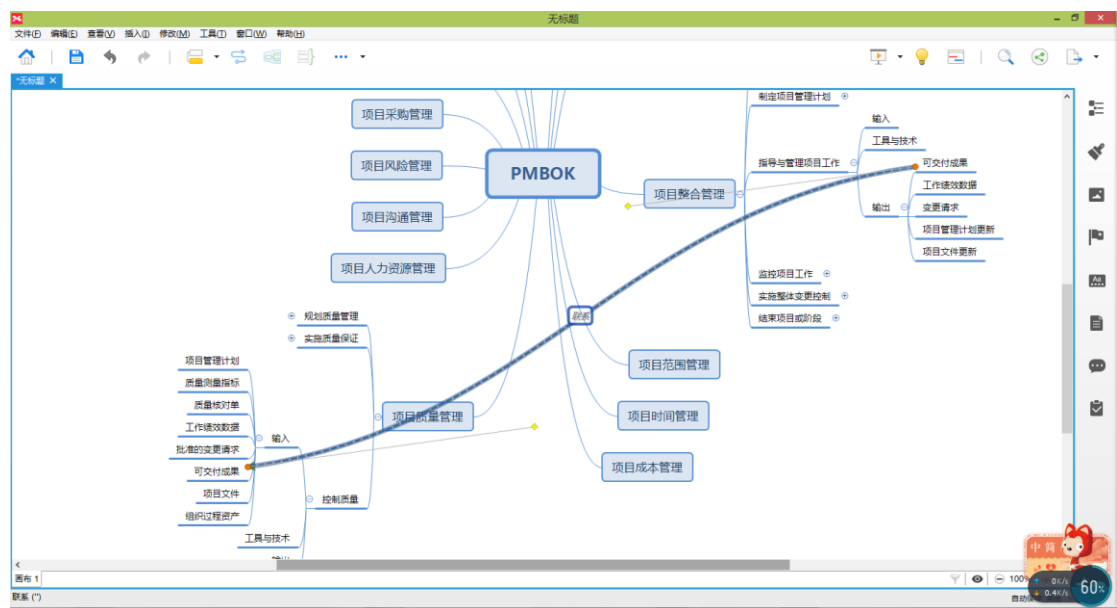 无标题
文件(F) 编辑(E) 查看(V) 插入(I) 修改(M) 工具(T) 窗口(W) 帮助(H)
*无标题
项目采购管理
项目风险管理
项目沟通管理
项目人力资源管理
PMBOK
项目整合管理
制定项目管理计划
指导与管理项目工作
输入
工具与技术
输出
可交付成果
工作绩效数据
变更请求
项目管理计划更新
项目文件更新
监控项目工作
实施整体变更控制
结束项目或阶段
联系
项目范围管理
项目时间管理
项目成本管理
项目质量管理
规划质量管理
实施质量保证
控制质量
输入
项目管理计划
质量测量指标
质量核对单
工作绩效数据
批准的变更请求
可交付成果
项目文件
组织过程资产
工具与技术
输出
Aa
中 简
画布 1
100%
0K/s
0.4K/s
60%
联系 (")